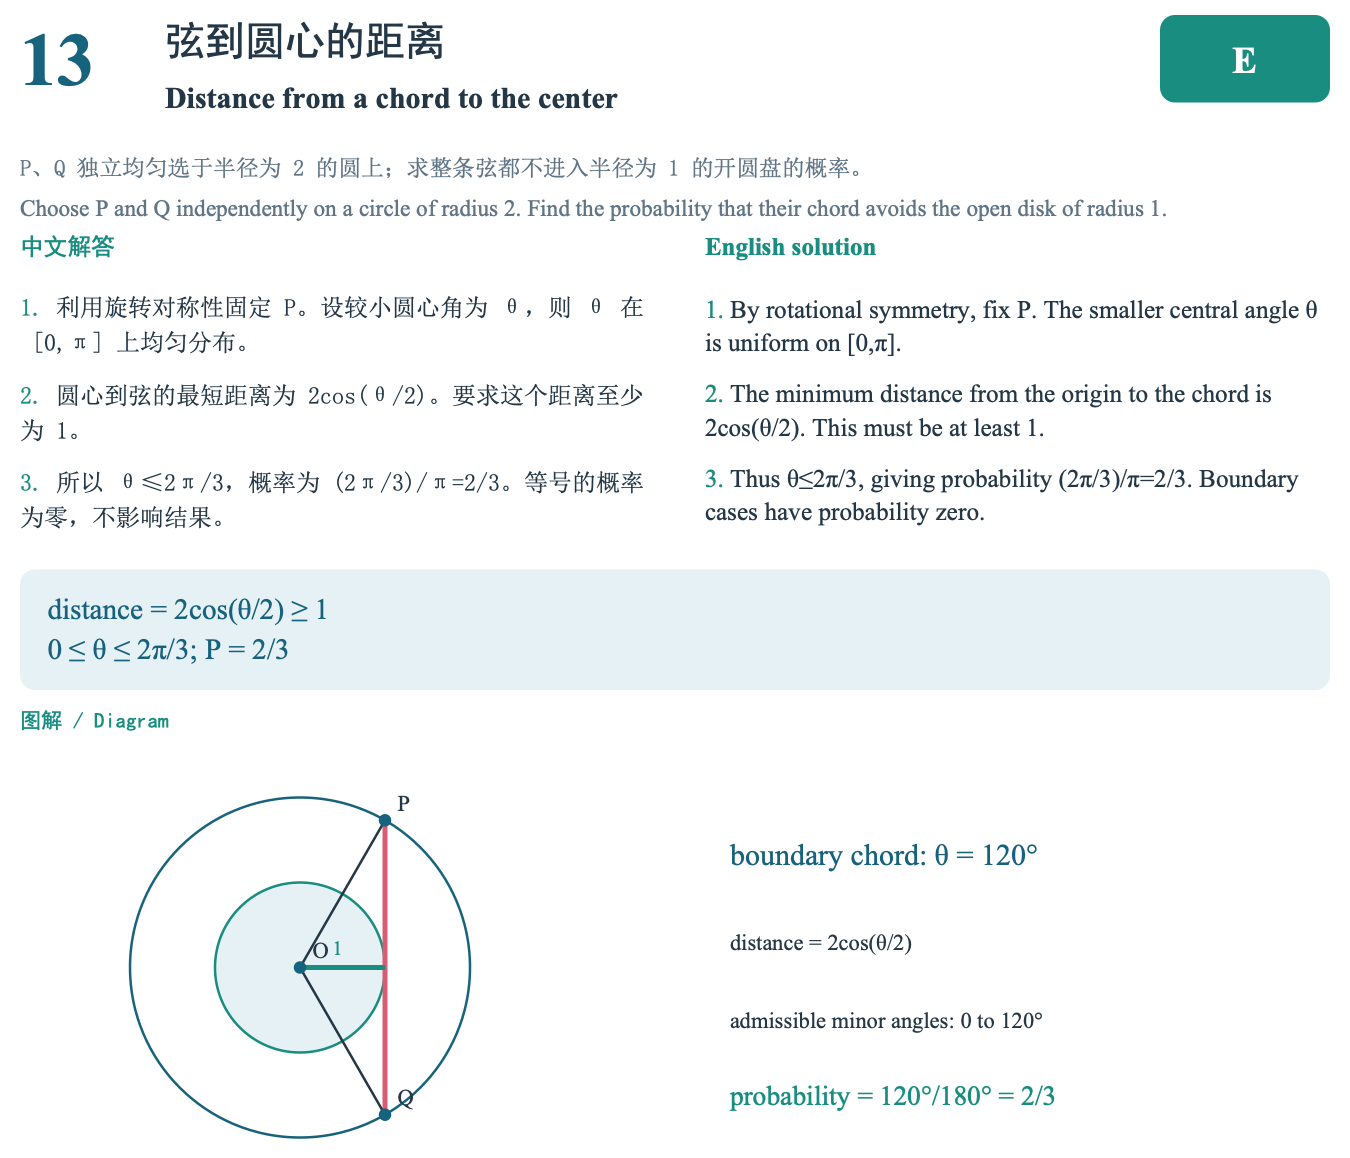 13
弦到圆心的距离
Distance from a chord to the center
E
P、Q 独立均匀选于半径为 2 的圆上；求整条弦都不进入半径为 1 的开圆盘的概率。
Choose P and Q independently on a circle of radius 2. Find the probability that their chord avoids the open disk of radius 1.
中文解答
1. 利用旋转对称性固定 P。设较小圆心角为 θ，则 θ 在
[0,π] 上均匀分布。
2. 圆心到弦的最短距离为 2cos(θ/2)。要求这个距离至少
为 1。
3. 所以 θ≤2π/3，概率为 (2π/3)/π=2/3。等号的概率
为零，不影响结果。
English solution
1. By rotational symmetry, fix P. The smaller central angle θ
is uniform on [0,π].
2. The minimum distance from the origin to the chord is
2cos(θ/2). This must be at least 1.
3. Thus θ≤2π/3, giving probability (2π/3)/π=2/3. Boundary
cases have probability zero.
distance = 2cos(θ/2) ≥ 1
0 ≤ θ ≤ 2π/3; P = 2/3
图解 / Diagram
P
O 1
Q
boundary chord: θ = 120°
distance = 2cos(θ/2)
admissible minor angles: 0 to 120°
probability = 120°/180° = 2/3